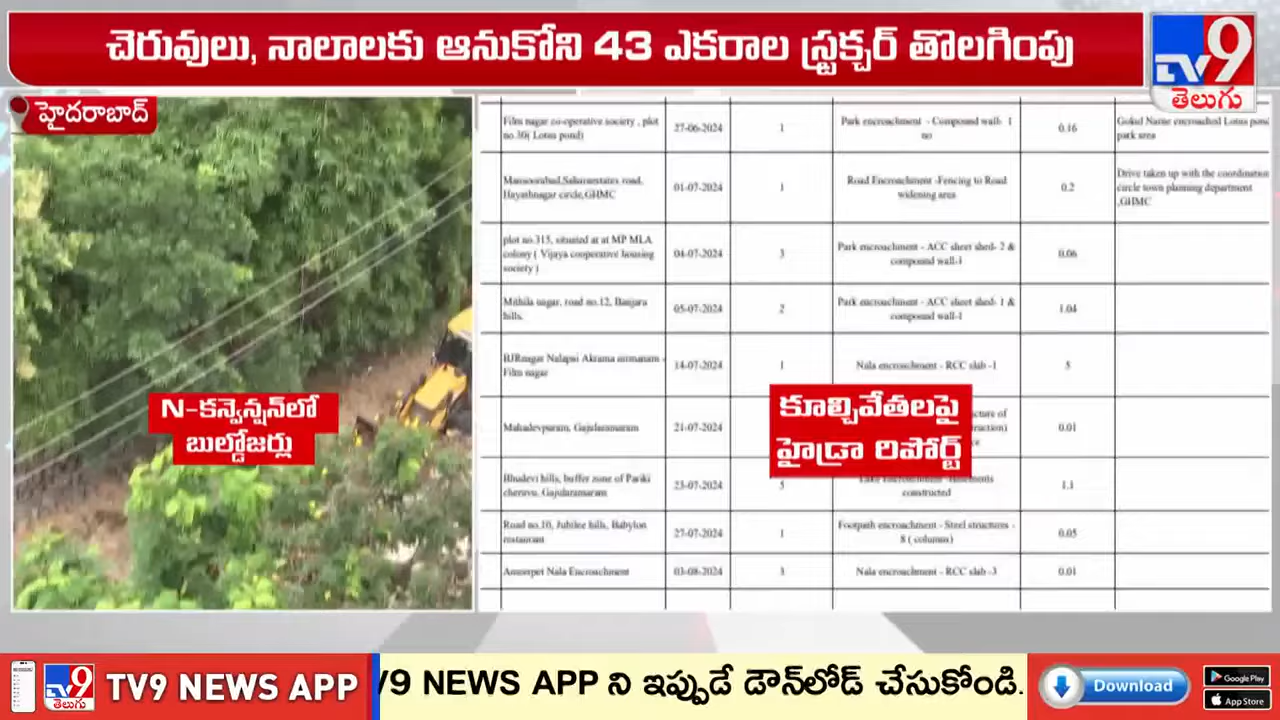 చెరువులు, నాలాలకు ఆనుకోని 43 ఎకరాల స్ట్రక్చర్ తొలగింపు
TV9
తెలుగు
హైదరాబాద్
Film nagar co-operative society , plot no.30( Lotus pond) 27-06-2024 1 Park encroachment - Compound wall- 1 no 0.16 Gokul Narne encroached Lotus pond park area
Mansoorabad,Saharaestates road, Hayathnagar circle,GHMC 01-07-2024 1 Road Encroachment -Fencing to Road widening area 0.2 Drive taken up with the coordination circle town planning department ,GHMC
plot no.315, situated at at MP MLA colony ( Vijaya cooperative housing society ) 04-07-2024 3 Park encroachment - ACC sheet shed- 2 & compound wall-1 0.06
Mithila nagar, road no.12, Banjara hills. 05-07-2024 2 Park encroachment - ACC sheet shed- 1 & compound wall-1 1.04
BJRnagar Nalapai Akrama nirmanam - Film nagar 14-07-2024 1 Nala encroachment - RCC slab -1 5
Mahadevpuram, Gajularamaram 21-07-2024 0.01
Bhudevi hills, buffer zone of Pariki cheruvu, Gajularamaram 23-07-2024 5 constructed 1.1
Road no.10, Jubilee hills, Babylon restaurant 27-07-2024 1 Footpath encroachment - Steel structures - 8 ( column) 0.05
Ameerpet Nala Encroachment 03-08-2024 3 Nala encroachment - RCC slab -3 0.01
N-కన్వెన్షన్‌లో
బుల్డోజర్లు
కూల్చివేతలపై
హైడ్రా రిపోర్ట్
TV9
తెలుగు
TV9 NEWS APP
V9 NEWS APP ని ఇప్పుడే డౌన్‌లోడ్ చేసుకోండి.
Download
Google Play
App Store